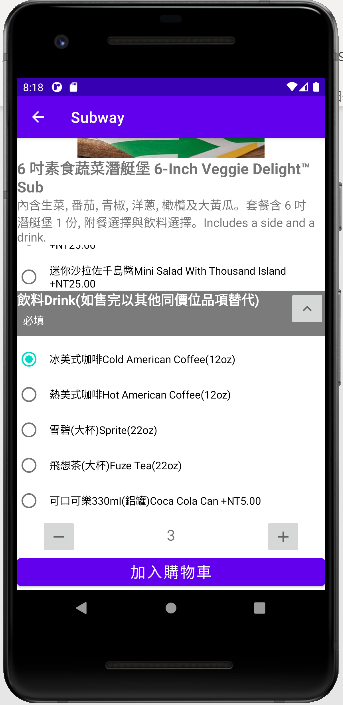 8:18
Subway
6 吋素食蔬菜潛艇堡 6-Inch Veggie Delight™
Sub
內含生菜, 番茄, 青椒, 洋蔥, 橄欖及大黃瓜。套餐含 6 吋
潛艇堡 1 份, 附餐選擇與飲料選擇。Includes a side and a
drink.
+NT25.00
迷你沙拉佐千島醬Mini Salad With Thousand Island
+NT25.00
飲料Drink(如售完以其他同價位品項替代)
必填
冰美式咖啡Cold American Coffee(12oz)
熱美式咖啡Hot American Coffee(12oz)
雪碧(大杯)Sprite(22oz)
飛想茶(大杯)Fuze Tea(22oz)
可口可樂330ml(鋁罐)Coca Cola Can +NT5.00
− 3 +
加入購物車